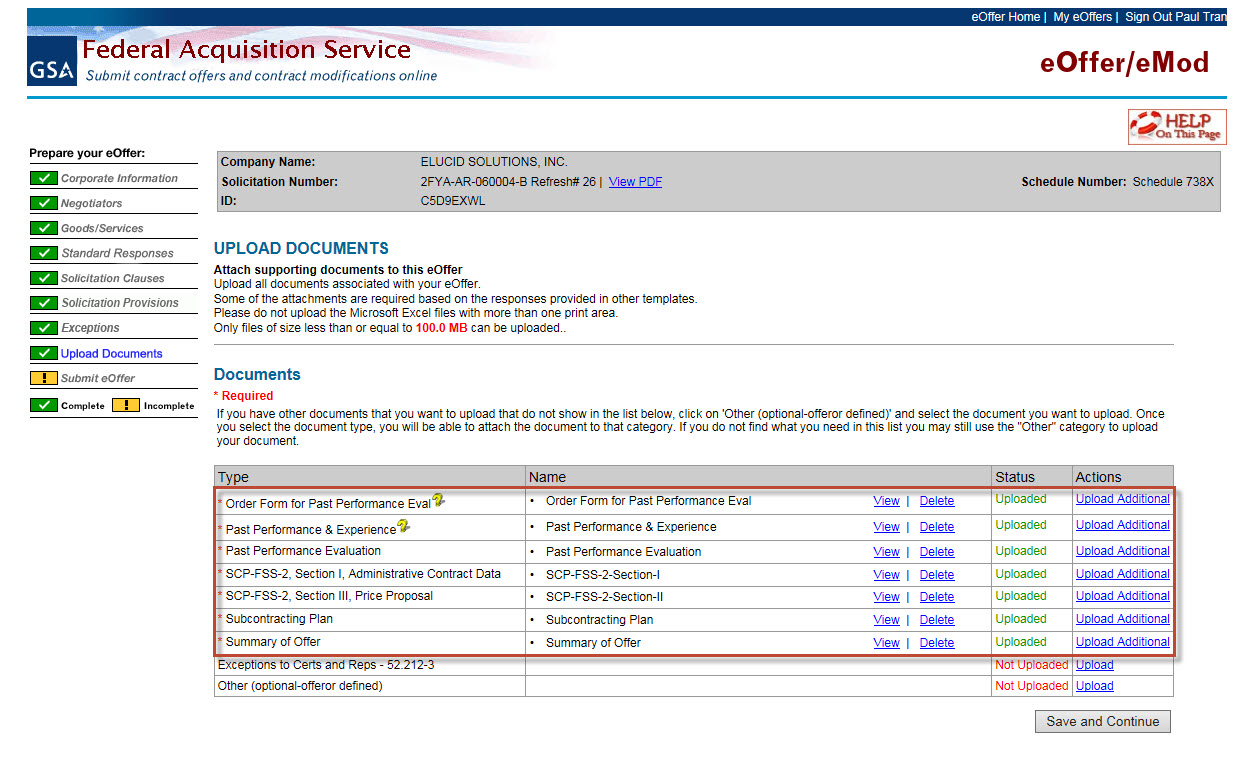 eOffer Home | My eOffers | Sign Out Paul Tran
GSA
Federal Acquisition Service
Submit contract offers and contract modifications online
eOffer/eMod
HELP
On This Page
Prepare your eOffer:
Corporate Information
Negotiators
Goods/Services
Standard Responses
Solicitation Clauses
Solicitation Provisions
Exceptions
Upload Documents
! Submit eOffer
Complete ! Incomplete
Company Name: ELUCID SOLUTIONS, INC.
Solicitation Number: 2FYA-AR-060004-B Refresh# 26 | View PDF Schedule Number: Schedule 738X
ID: C5D9EXWL
UPLOAD DOCUMENTS
Attach supporting documents to this eOffer
Upload all documents associated with your eOffer.
Some of the attachments are required based on the responses provided in other templates.
Please do not upload the Microsoft Excel files with more than one print area.
Only files of size less than or equal to 100.0 MB can be uploaded..
Documents
* Required
If you have other documents that you want to upload that do not show in the list below, click on 'Other (optional-offeror defined)' and select the document you want to upload. Once
you select the document type, you will be able to attach the document to that category. If you do not find what you need in this list you may still use the "Other" category to upload
your document.
Type Name Status Actions
* Order Form for Past Performance Eval ? • Order Form for Past Performance Eval View | Delete Uploaded Upload Additional
* Past Performance & Experience ? • Past Performance & Experience View | Delete Uploaded Upload Additional
* Past Performance Evaluation • Past Performance Evaluation View | Delete Uploaded Upload Additional
* SCP-FSS-2, Section I, Administrative Contract Data • SCP-FSS-2-Section-I View | Delete Uploaded Upload Additional
* SCP-FSS-2, Section III, Price Proposal • SCP-FSS-2-Section-II View | Delete Uploaded Upload Additional
* Subcontracting Plan • Subcontracting Plan View | Delete Uploaded Upload Additional
* Summary of Offer • Summary of Offer View | Delete Uploaded Upload Additional
Exceptions to Certs and Reps - 52.212-3 Not Uploaded Upload
Other (optional-offeror defined) Not Uploaded Upload
Save and Continue